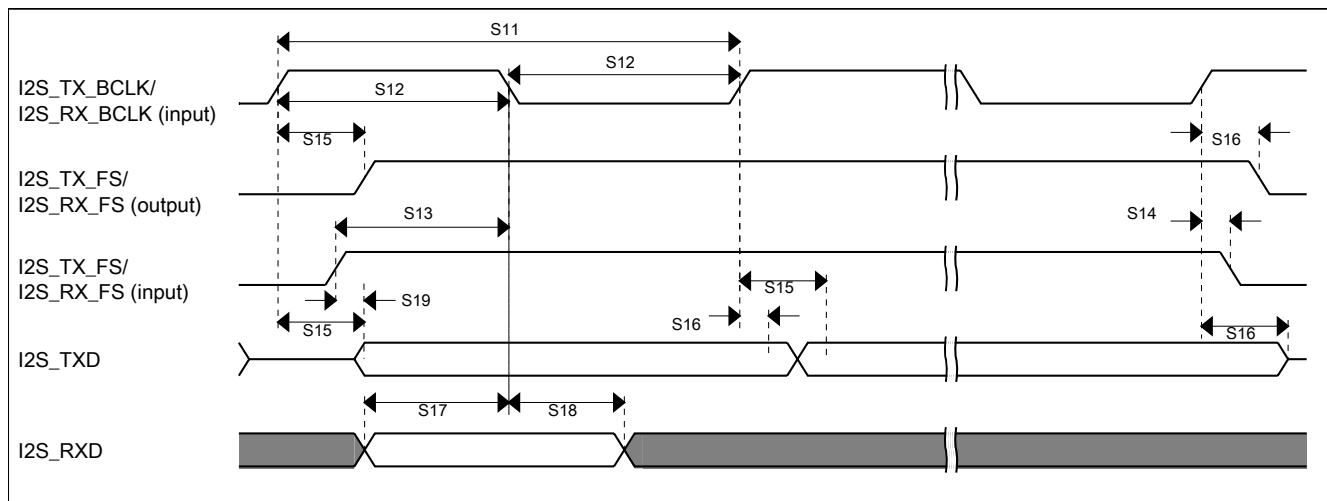 S11
S12
I2S_TX_BCLK/
I2S_RX_BCLK (input)
S12
S15
S16
I2S_TX_FS/
I2S_RX_FS (output)
S13
S14
I2S_TX_FS/
I2S_RX_FS (input)
S19
S15
S15
S16
S16
I2S_TXD
S17
S18
I2S_RXD